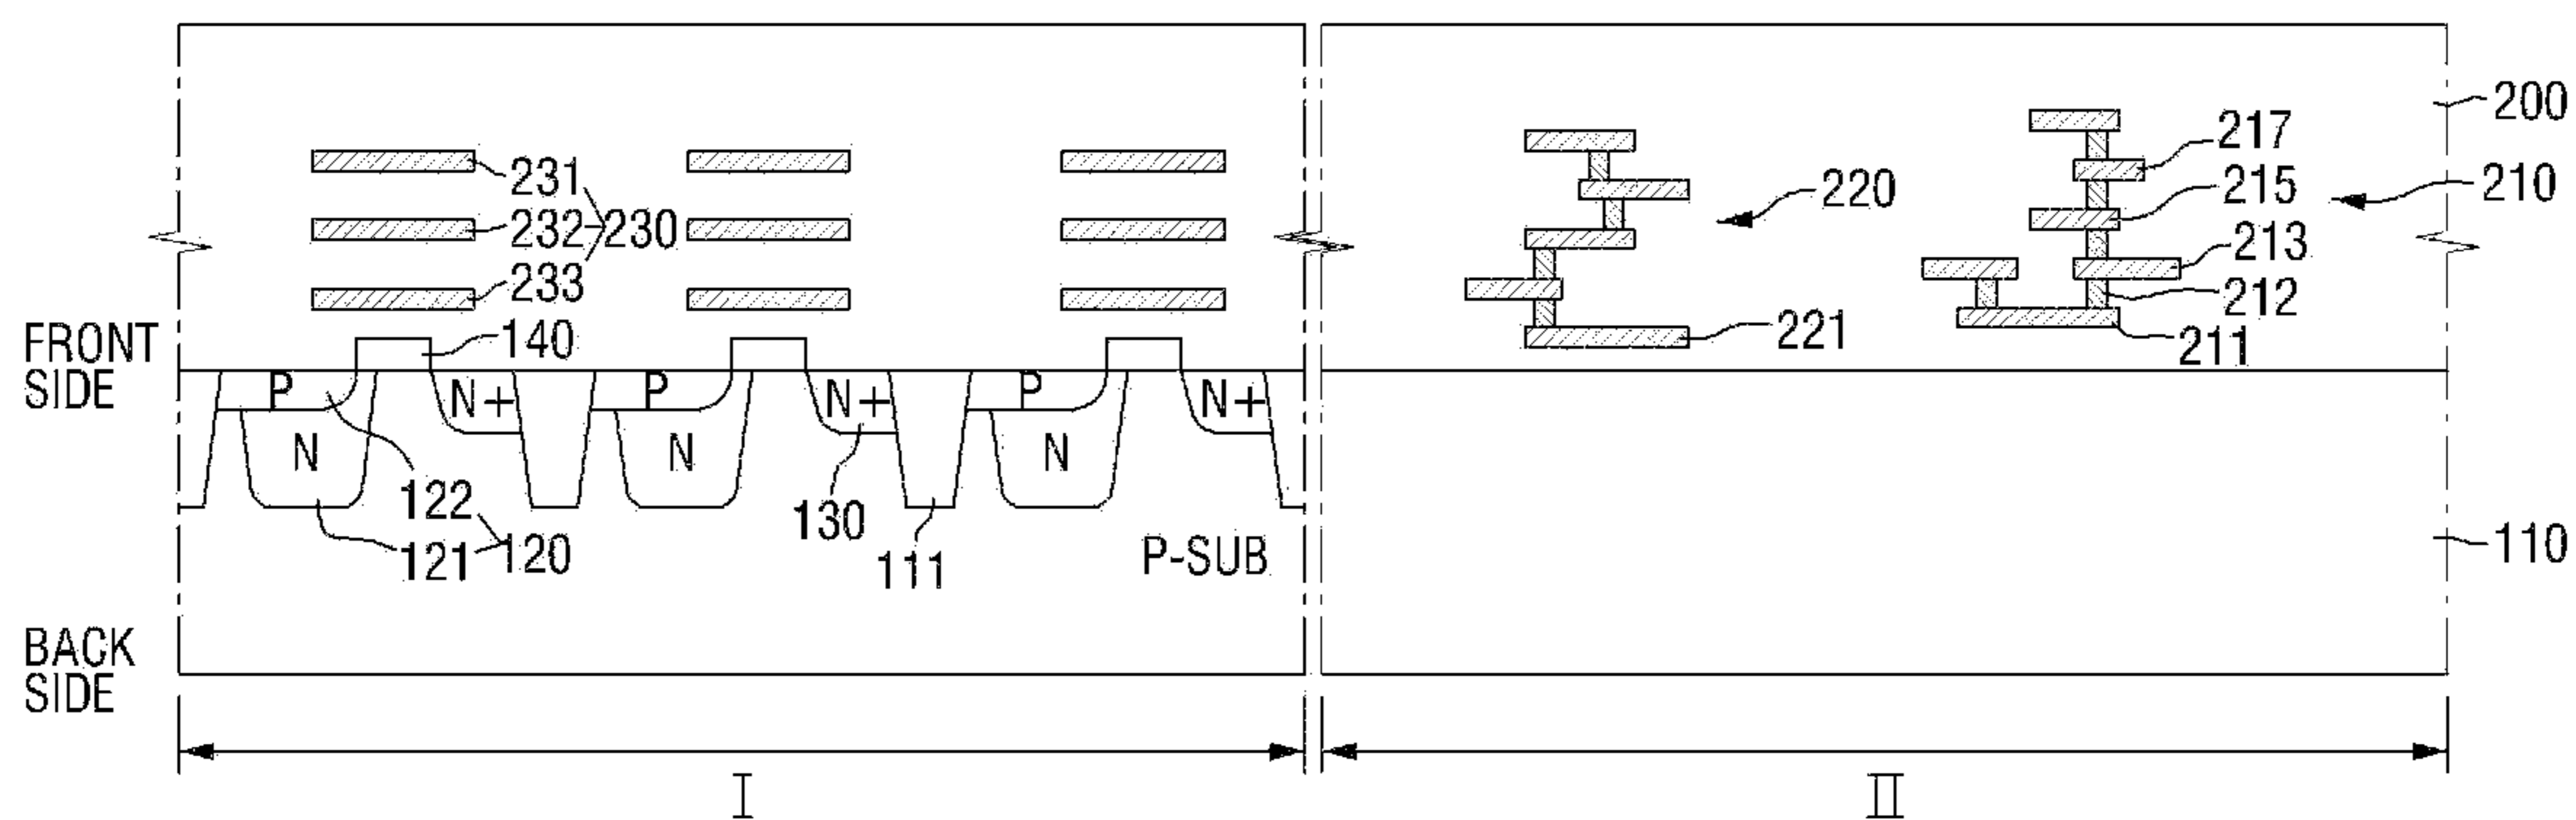 200
217
231
220
215
210
232
230
213
233
212
FRONT
SIDE
140
221
211
P
N+
P
N+
P
N+
N
N
N
122
130
121
120
111
P-SUB
110
BACK
SIDE
I
II